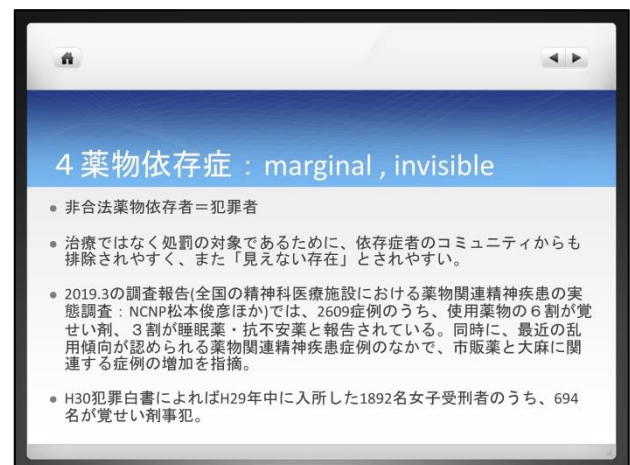 ４薬物依存症：marginal , invisible
• 非合法薬物依存者＝犯罪者
• 治療ではなく処罰の対象であるために、依存症者のコミュニティからも
排除されやすく、また「見えない存在」とされやすい。
• 2019.3の調査報告(全国の精神科医療施設における薬物関連精神疾患の実
態調査：NCNP松本俊彦ほか)では、2609症例のうち、使用薬物の６割が覚
せい剤、３割が睡眠薬・抗不安薬と報告されている。同時に、最近の乱
用傾向が認められる薬物関連精神疾患症例のなかで、市販薬と大麻に関
連する症例の増加を指摘。
• H30犯罪白書によればH29年中に入所した1892名女子受刑者のうち、694
名が覚せい剤事犯。